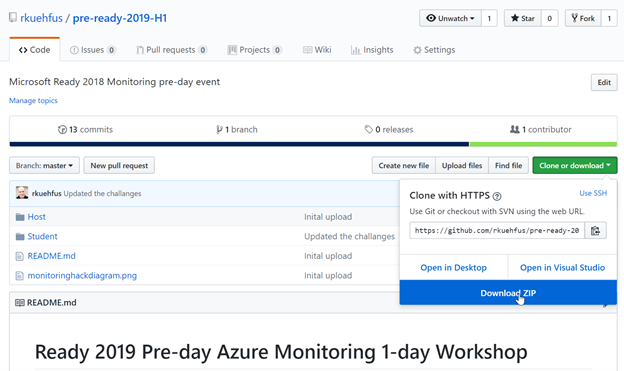 rkuehfus / pre-ready-2019-H1
Unwatch 1 Star 0 Fork 1
Code Issues 0 Pull requests 0 Projects 0 Wiki Insights Settings
Microsoft Ready 2018 Monitoring pre-day event Edit
Manage topics
13 commits 1 branch 0 releases 1 contributor
Branch: master New pull request Create new file Upload files Find file Clone or download
rkuehfus Updated the challanges
Host Inital upload
Student Updated the challenges
README.md Inital upload
monitoringhackdiagram.png Inital upload
Clone with HTTPS ? Use SSH
Use Git or checkout with SVN using the web URL.
https://github.com/rkuehfus/pre-ready-20
Open in Desktop Open in Visual Studio
Download ZIP
README.md
Ready 2019 Pre-day Azure Monitoring 1-day Workshop